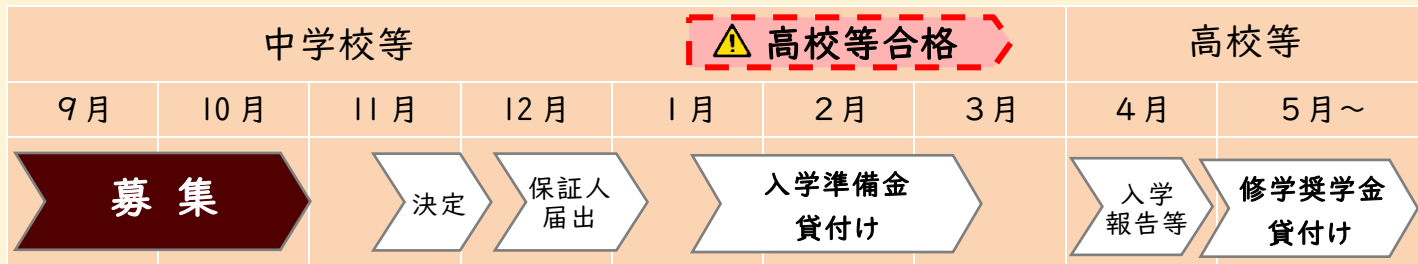 中学校等
⚠ 高校等合格
高校等
9月
10月
11月
12月
1月
2月
3月
4月
5月～
募集
決定
保証人
届出
入学準備金
貸付け
入学
報告等
修学奨学金
貸付け